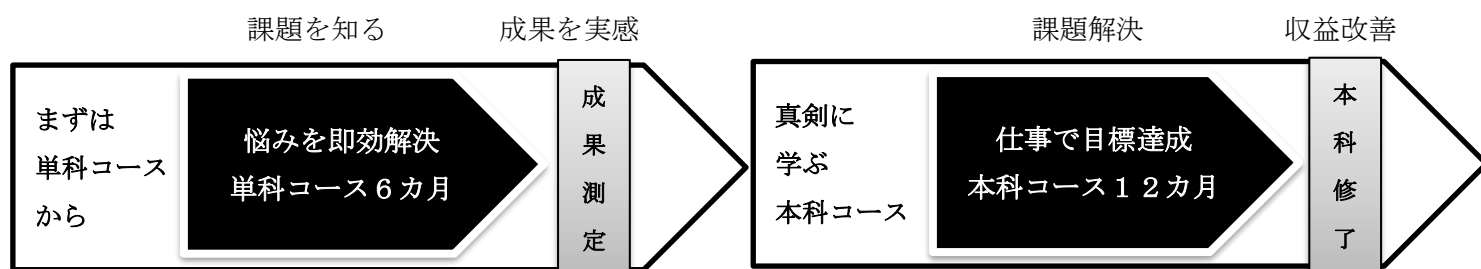 課題を知る
成果を実感
課題解決
収益改善
まずは
単科コース
から
悩みを即効解決
単科コース６カ月
成果測定
真剣に
学ぶ
本科コース
仕事で目標達成
本科コース１２カ月
本科修了